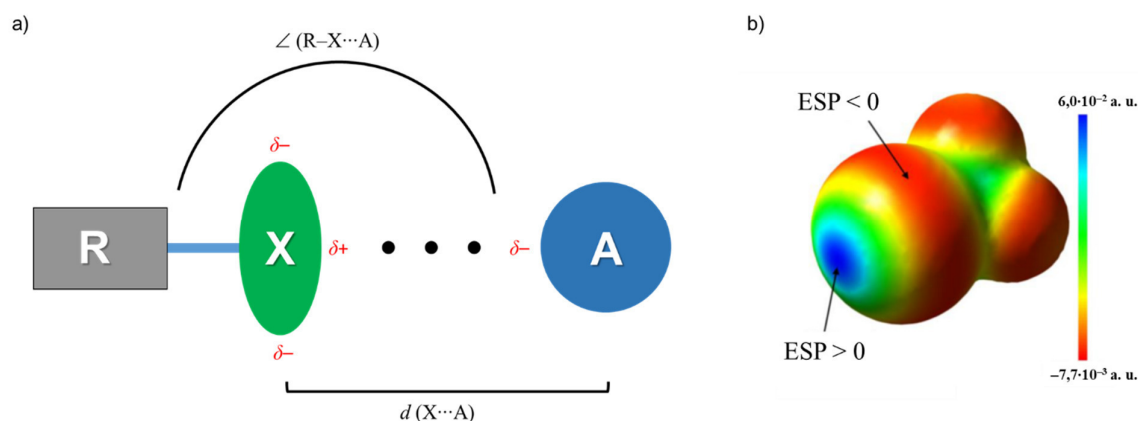 a)
∠ (R–X···A)
δ–
R
X
δ+
δ–
A
δ–
d (X···A)
b)
ESP < 0
6,0·10⁻² a. u.
ESP > 0
–7,7·10⁻³ a. u.